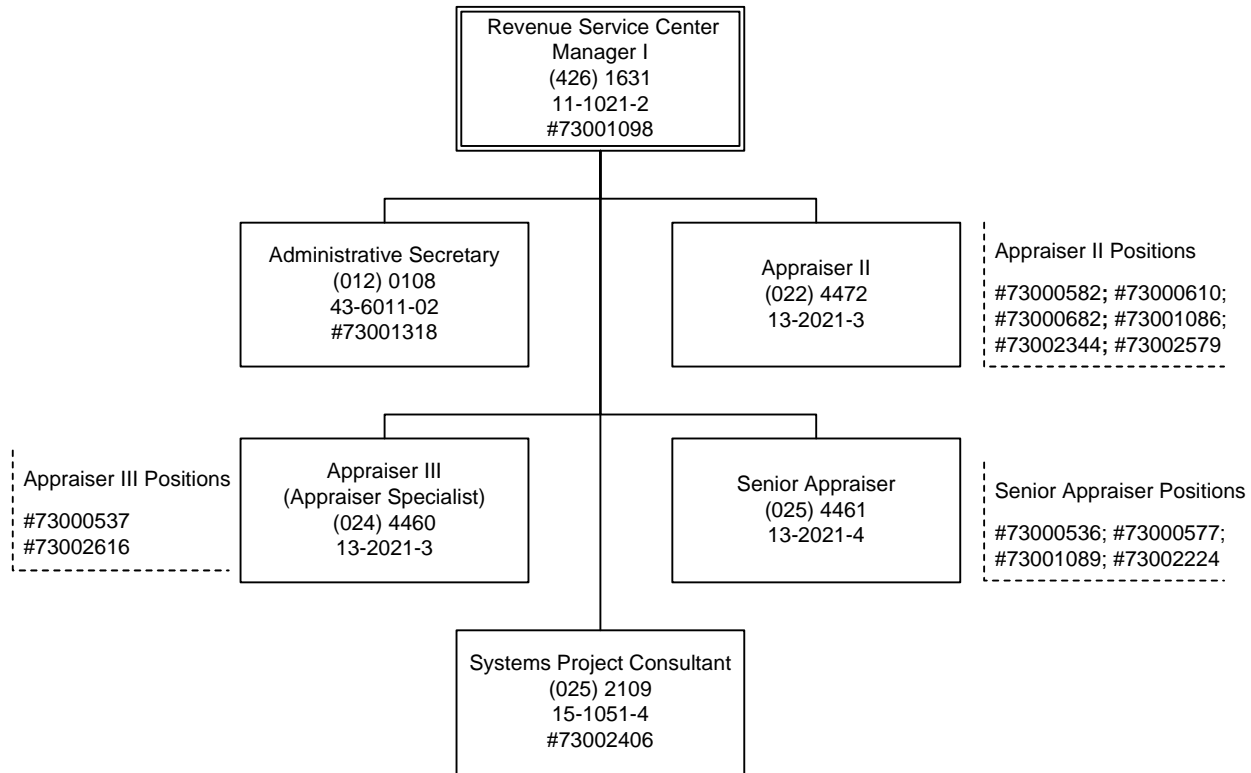 Revenue Service Center
Manager I
(426) 1631
11-1021-2
#73001098
Administrative Secretary
(012) 0108
43-6011-02
#73001318
Appraiser II
(022) 4472
13-2021-3
Appraiser II Positions
#73000582; #73000610;
#73000682; #73001086;
#73002344; #73002579
Appraiser III Positions
#73000537
#73002616
Appraiser III
(Appraiser Specialist)
(024) 4460
13-2021-3
Senior Appraiser
(025) 4461
13-2021-4
Senior Appraiser Positions
#73000536; #73000577;
#73001089; #73002224
Systems Project Consultant
(025) 2109
15-1051-4
#73002406